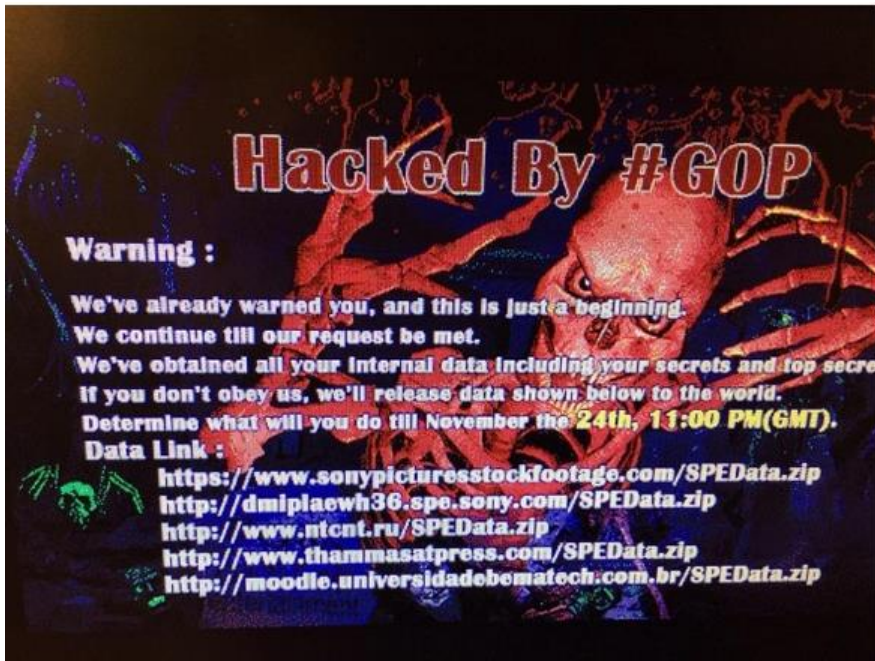 Hacked By #GOP
Warning :
We've already warned you, and this is just a beginning.
We continue till our request be met.
We've obtained all your internal data including your secrets and top secre
If you don't obey us, we'll release data shown below to the world.
Determine what will you do till November the 24th, 11:00 PM(GMT).
Data Link :
https://www.sonypicturesstockfootage.com/SPEData.zip
http://dmiplaewh36.spe.sony.com/SPEData.zip
http://www.ntcnt.ru/SPEData.zip
http://www.thammasatpress.com/SPEData.zip
http://moodle.universidadebematech.com.br/SPEData.zip